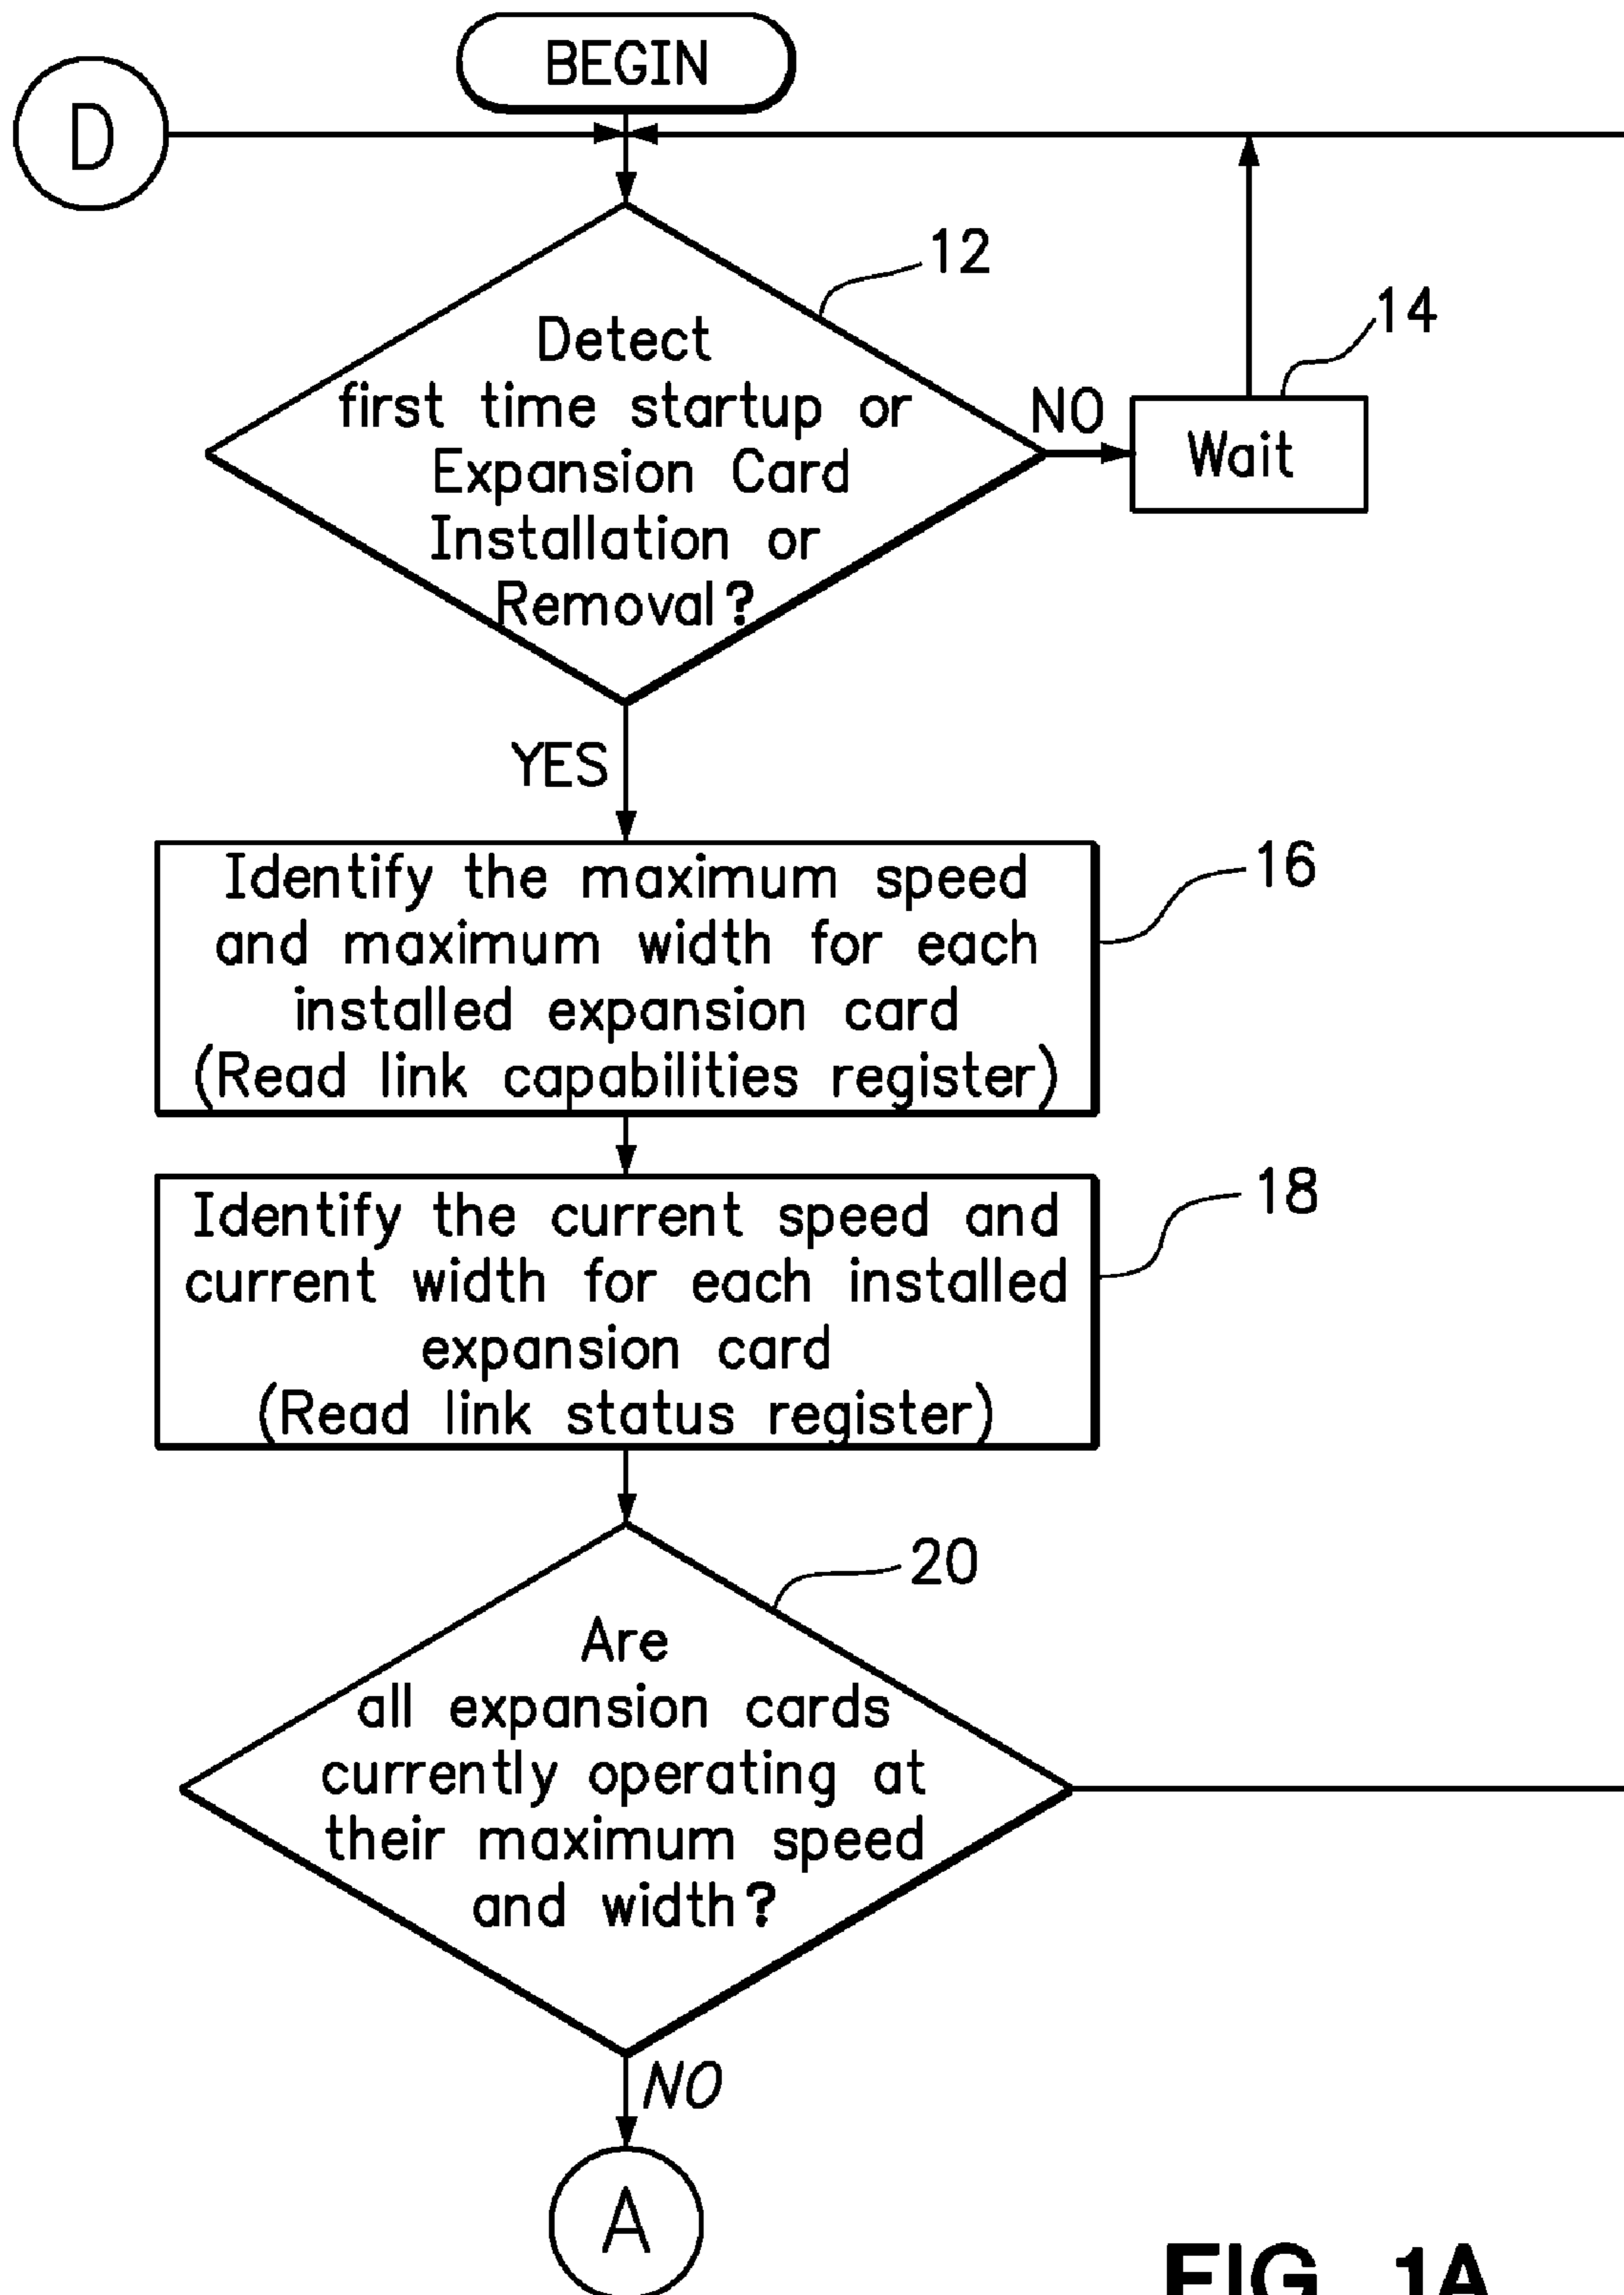 BEGIN
D
12
Detect
first time startup or
Expansion Card
Installation or
Removal?
NO
14
Wait
YES
16
Identify the maximum speed
and maximum width for each
installed expansion card
(Read link capabilities register)
18
Identify the current speed and
current width for each installed
expansion card
(Read link status register)
20
Are
all expansion cards
currently operating at
their maximum speed
and width?
NO
A
FIG. 1A